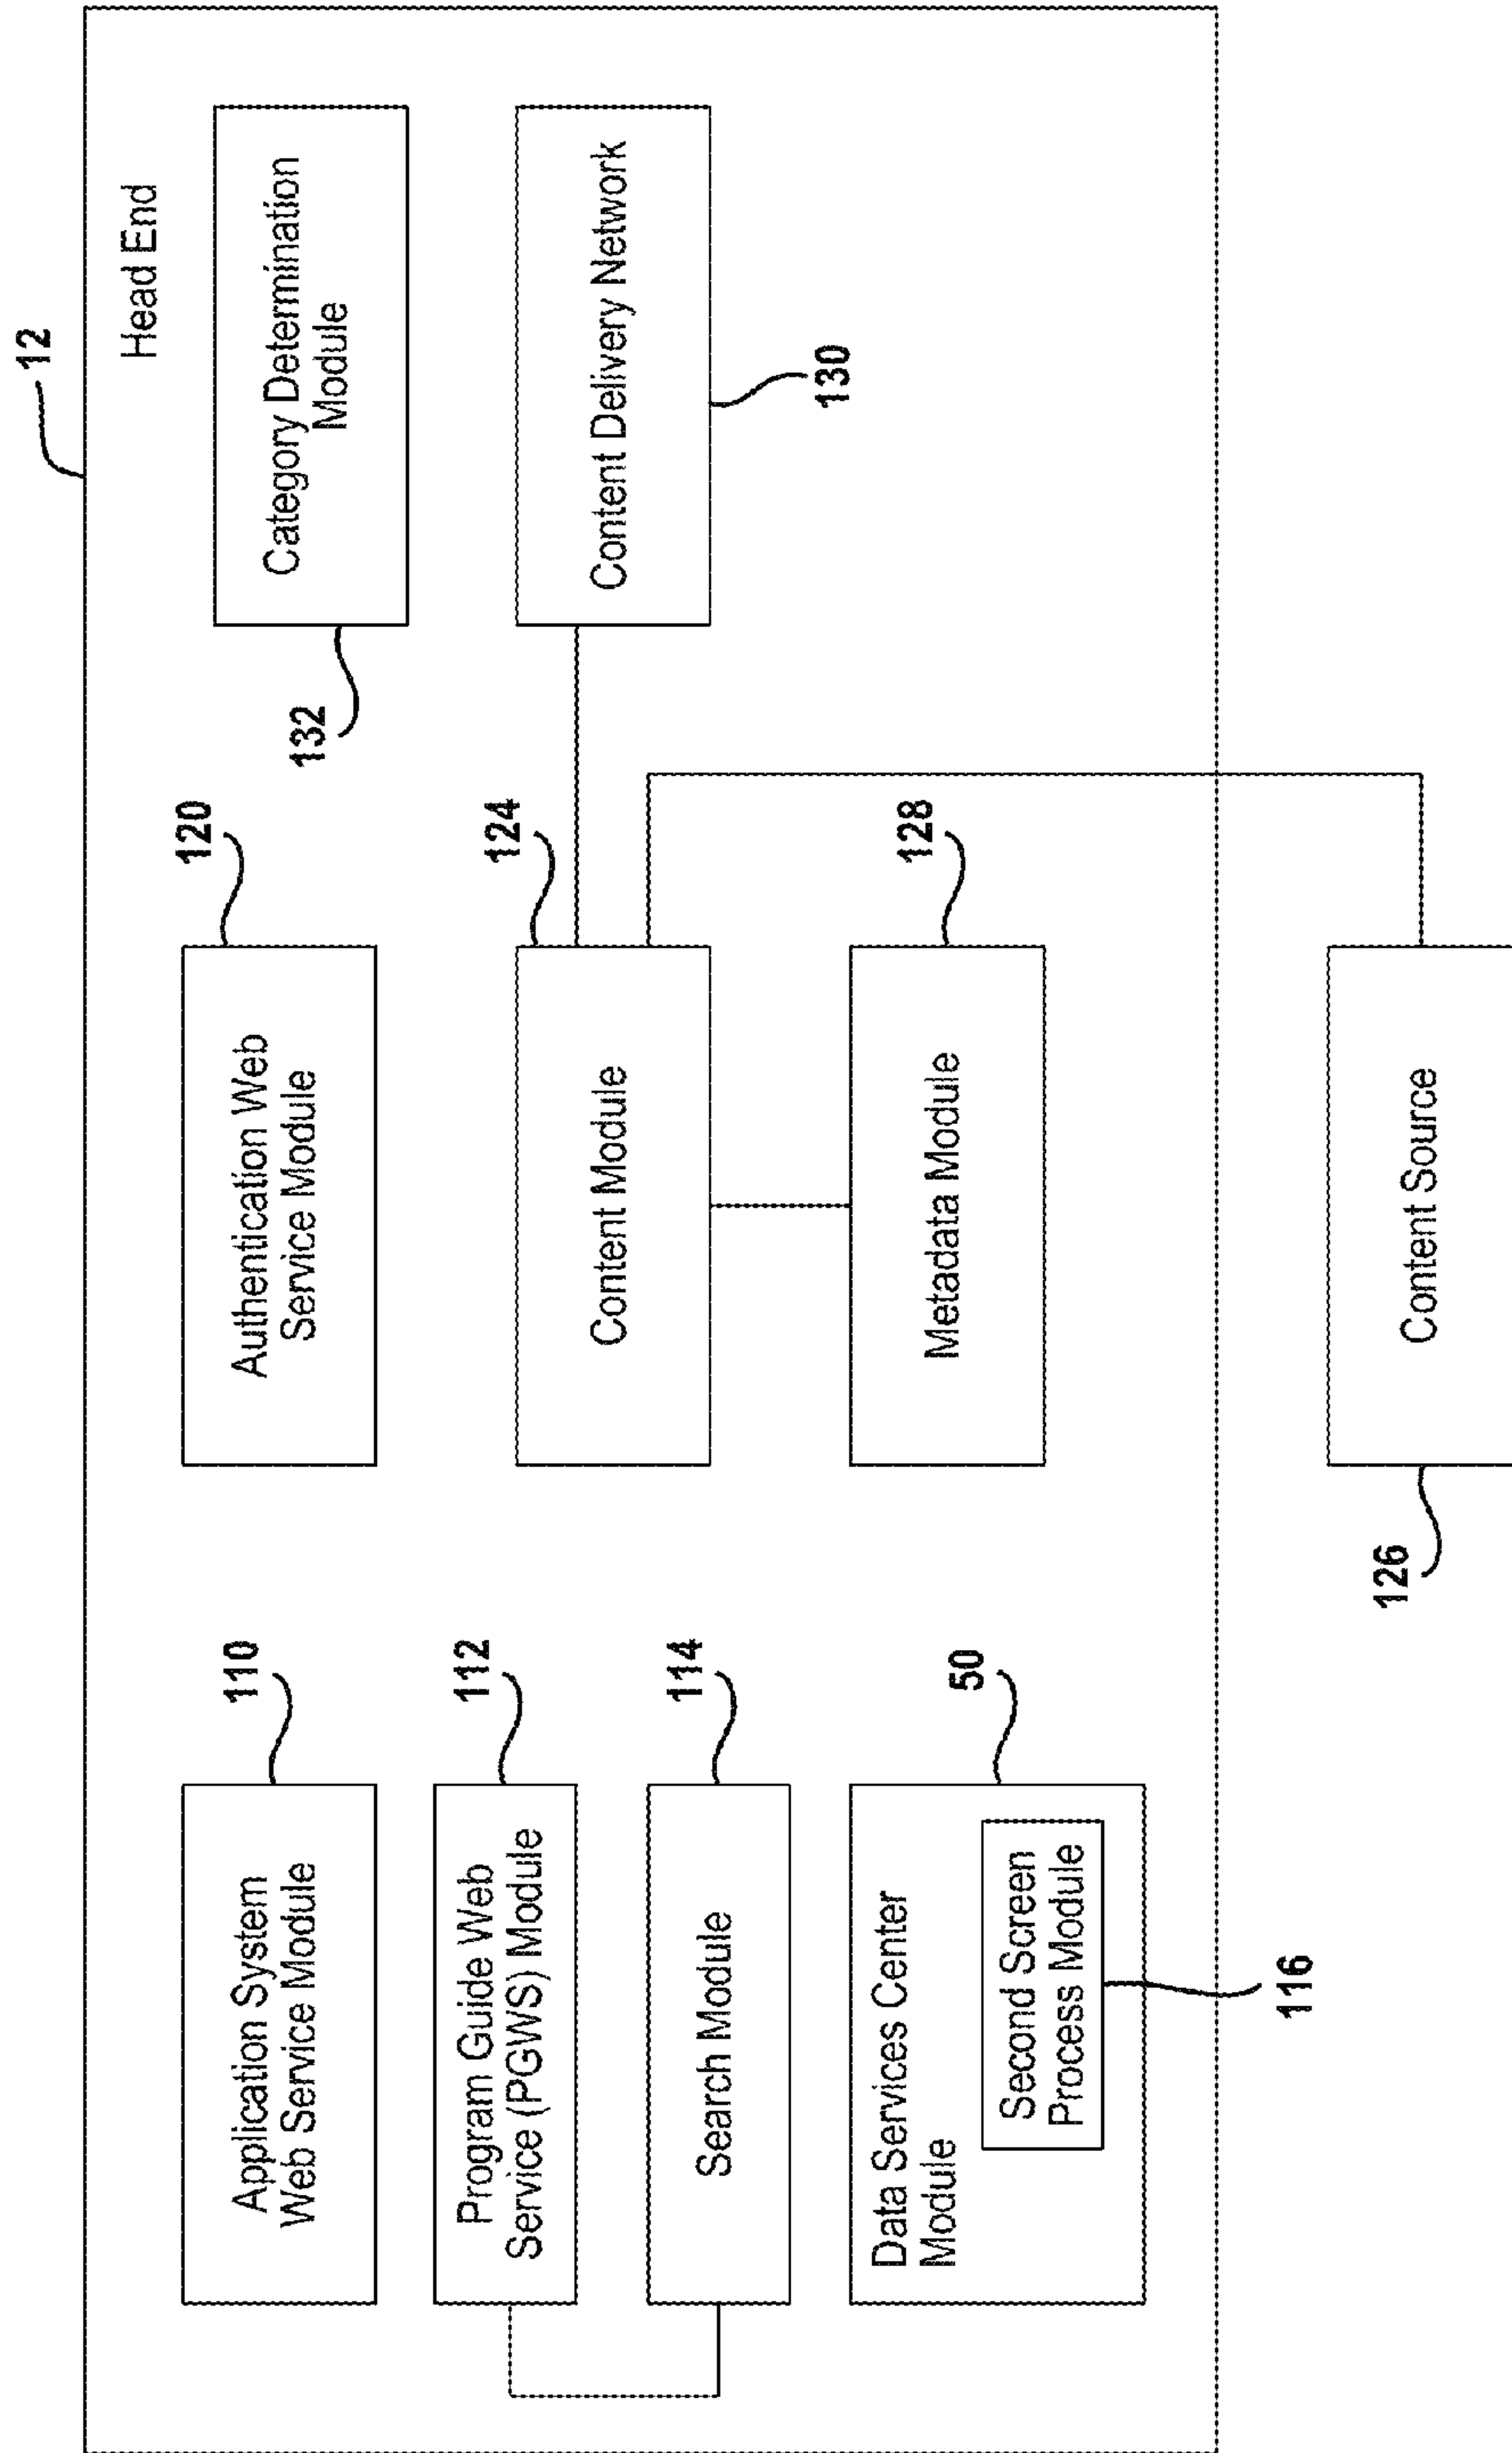 12
Head End
110
Application System
Web Service Module
120
Authentication Web
Service Module
132
Category Determination
Module
112
Program Guide Web
Service (PGWS) Module
124
Content Module
Content Delivery Network
130
114
Search Module
128
Metadata Module
50
Data Services Center
Module
Second Screen
Process Module
116
126
Content Source